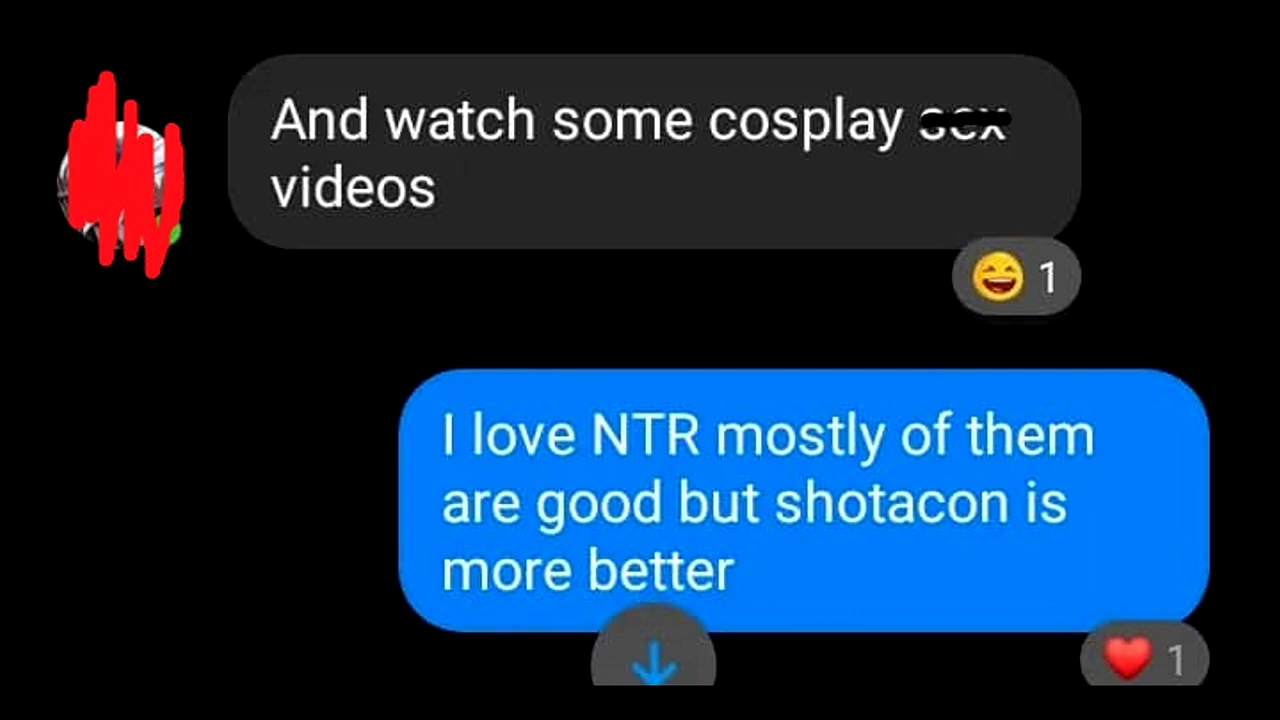 And watch some cosplay sex
videos
1
I love NTR mostly of them
are good but shotacon is
more better
1